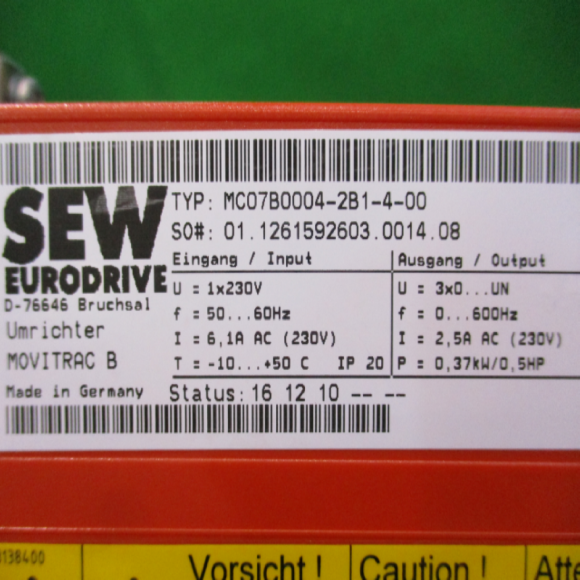 SEW
EURODRIVE
D-76646 Bruchsal
Umrichter
MOVITRAC B
Made in Germany
TYP: MC07B0004-2B1-4-00
SO#: 01.1261592603.0014.08
Eingang / Input
U = 1x230V
f = 50...60Hz
I = 6,1A AC (230V)
T = -10...+50 C IP 20
Ausgang / Output
U = 3x0...UN
f = 0...600Hz
I = 2,5A AC (230V)
P = 0,37kW/0,5HP
Status: 16 12 10 -- --
138400
Vorsicht !
Caution !
Atte